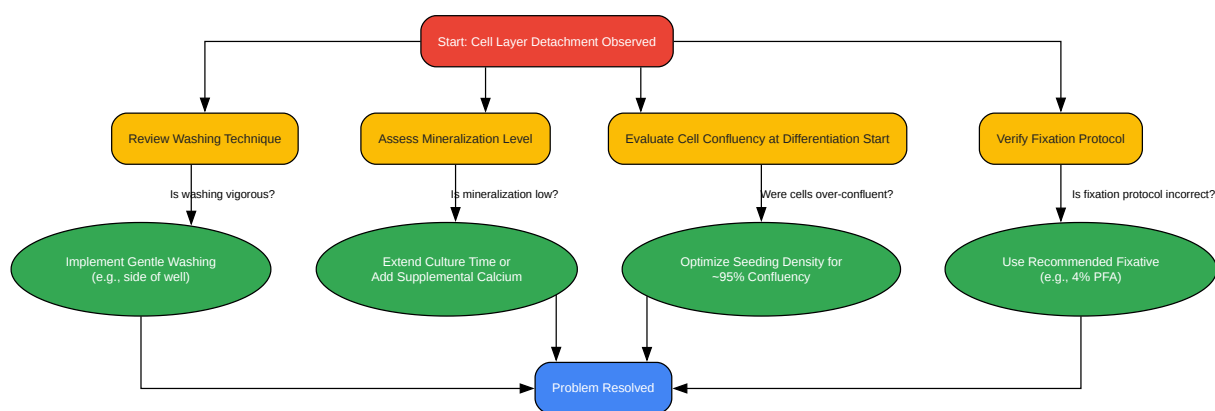 Start: Cell Layer Detachment Observed
Review Washing Technique
Assess Mineralization Level
Evaluate Cell Confluency at Differentiation Start
Verify Fixation Protocol
Is washing vigorous?
Is mineralization low?
Were cells over-confluent?
Is fixation protocol incorrect?
Implement Gentle Washing
(e.g., side of well)
Extend Culture Time or
Add Supplemental Calcium
Optimize Seeding Density for
~95% Confluency
Use Recommended Fixative
(e.g., 4% PFA)
Problem Resolved